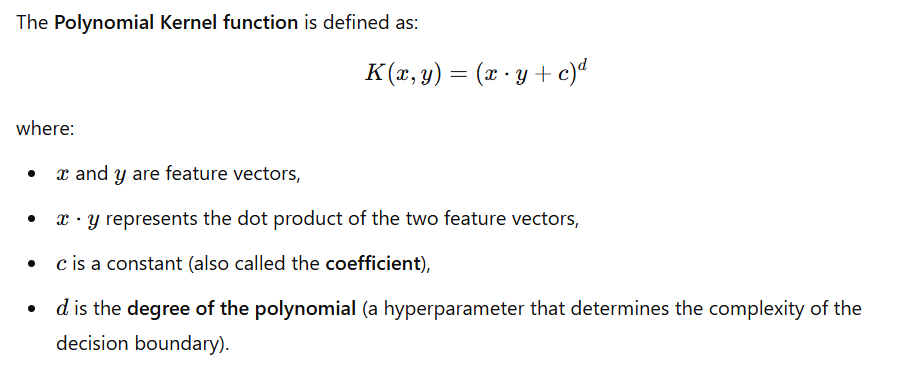 The Polynomial Kernel function is defined as:
K(x, y) = (x · y + c)^d
where:
• x and y are feature vectors,
• x · y represents the dot product of the two feature vectors,
• c is a constant (also called the coefficient),
• d is the degree of the polynomial (a hyperparameter that determines the complexity of the
decision boundary).